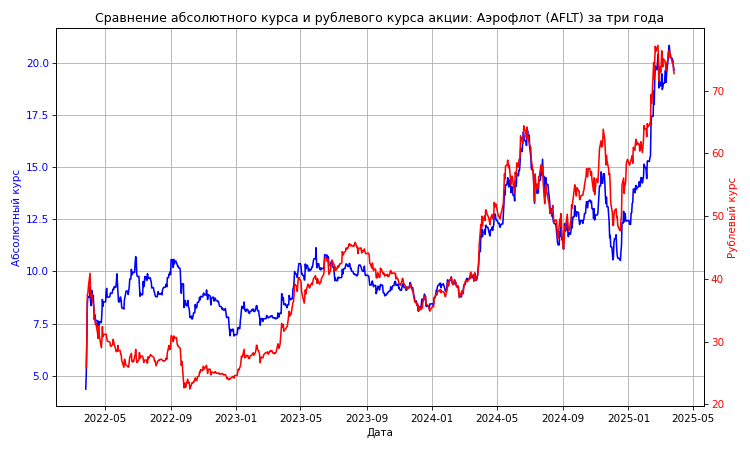 Сравнение абсолютного курса и рублевого курса акции: Аэрофлот (AFLT) за три года
20.0
17.5
15.0
12.5
10.0
7.5
5.0
Абсолютный курс
70
60
50
40
30
20
Рублевый курс
2022-05 2022-09 2023-01 2023-05 2023-09 2024-01 2024-05 2024-09 2025-01 2025-05
Дата